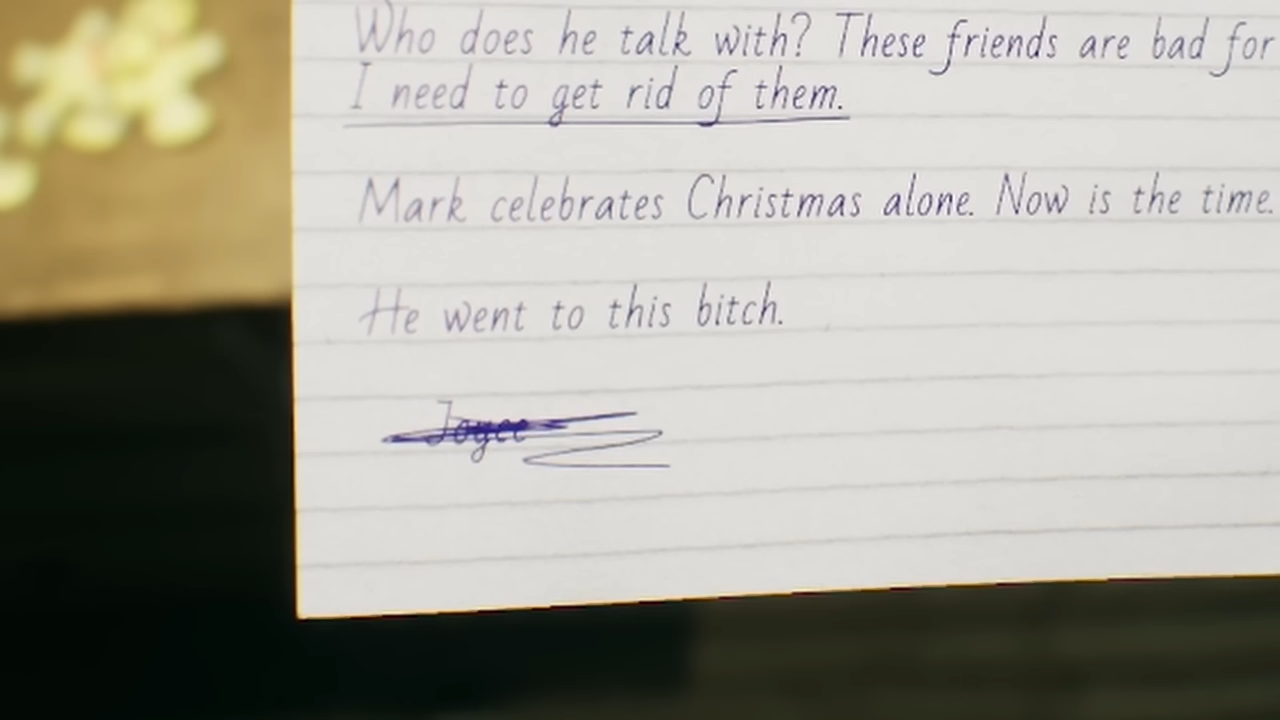 Who does he talk with? These friends are bad for
I need to get rid of them.
Mark celebrates Christmas alone. Now is the time.
He went to this bitch.
Joyce